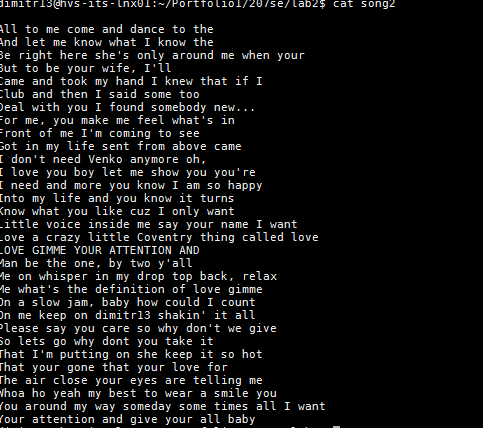 dimitr13@hvs-its-lnx01:~/Portfolio1/207se/lab2$ cat song2
All to me come and dance to the
And let me know what I know the
Be right here she's only around me when your
But to be your wife, I'll
Came and took my hand I knew that if I
Club and then I said some too
Deal with you I found somebody new...
For me, you make me feel what's in
Front of me I'm coming to see
Got in my life sent from above came
I don't need Venko anymore oh,
I love you boy let me show you you're
I need and more you know I am so happy
Into my life and you know it turns
Know what you like cuz I only want
Little voice inside me say your name I want
Love a crazy little Coventry thing called love
LOVE GIMME YOUR ATTENTION AND
Man be the one, by two y'all
Me on whisper in my drop top back, relax
Me what's the definition of love gimme
On a slow jam, baby how could I count
On me keep on dimitr13 shakin' it all
Please say you care so why don't we give
So lets go why dont you take it
That I'm putting on she keep it so hot
That your gone that your love for
The air close your eyes are telling me
Whoa ho yeah my best to wear a smile you
You around my way someday some times all I want
Your attention and give your all baby